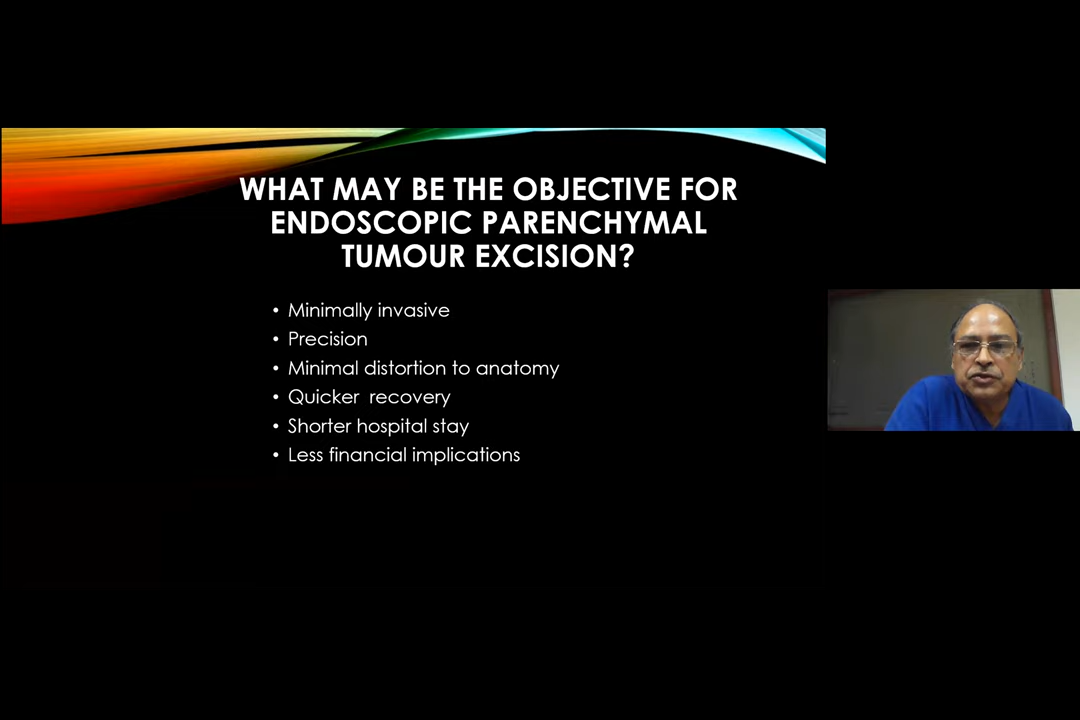 WHAT MAY BE THE OBJECTIVE FOR
ENDOSCOPIC PARENCHYMAL
TUMOUR EXCISION?
• Minimally invasive
• Precision
• Minimal distortion to anatomy
• Quicker  recovery
• Shorter hospital stay
• Less financial implications